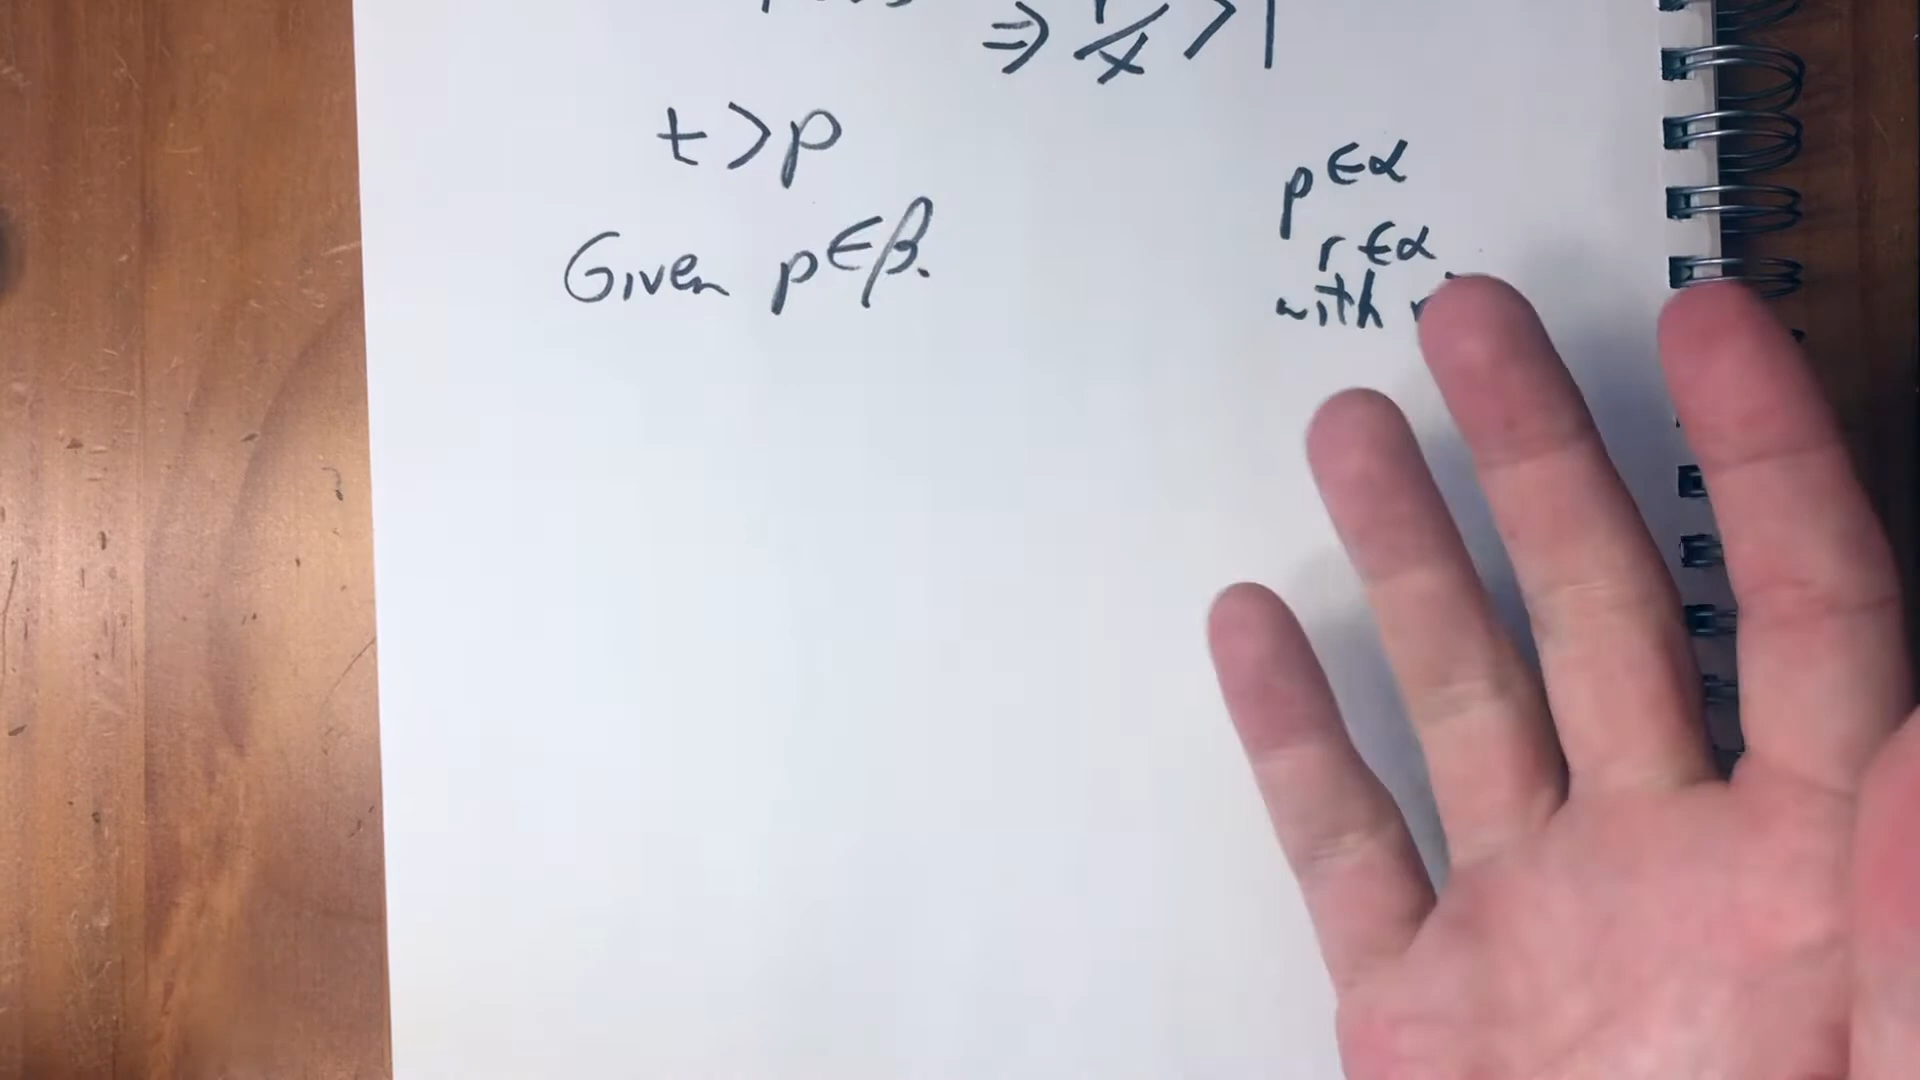 ⇒ /x > 1
t > p
Given p ∈ β.
p ∈ α
r ∈ α
with